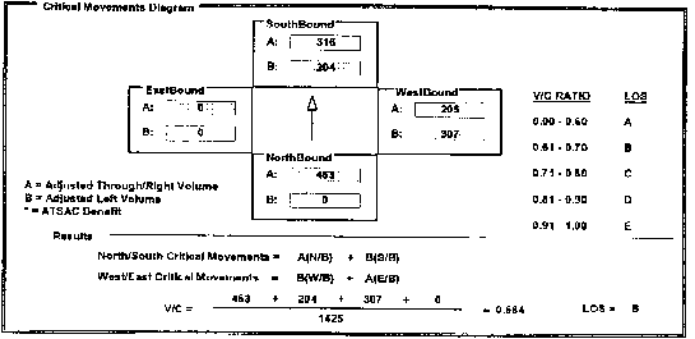 Critical Movements Diagram
SouthBound
A: 316
B: 204
EastBound
A: 0
B: 0
WestBound
A: 205
B: 307
NorthBound
A: 463
B: 0
V/C RATIO LOS
0.00 - 0.60 A
0.61 - 0.70 B
0.71 - 0.80 C
0.81 - 0.90 D
0.91 - 1.00 E
A = Adjusted Through/Right Volume
B = Adjusted Left Volume
* = ATSAC Benefit
Results
North/South Critical Movements = A(N/B) + B(S/B)
West/East Critical Movements = B(W/B) + A(E/B)
V/C = 463 + 204 + 307 + 0 = 0.684 LOS = B
1425